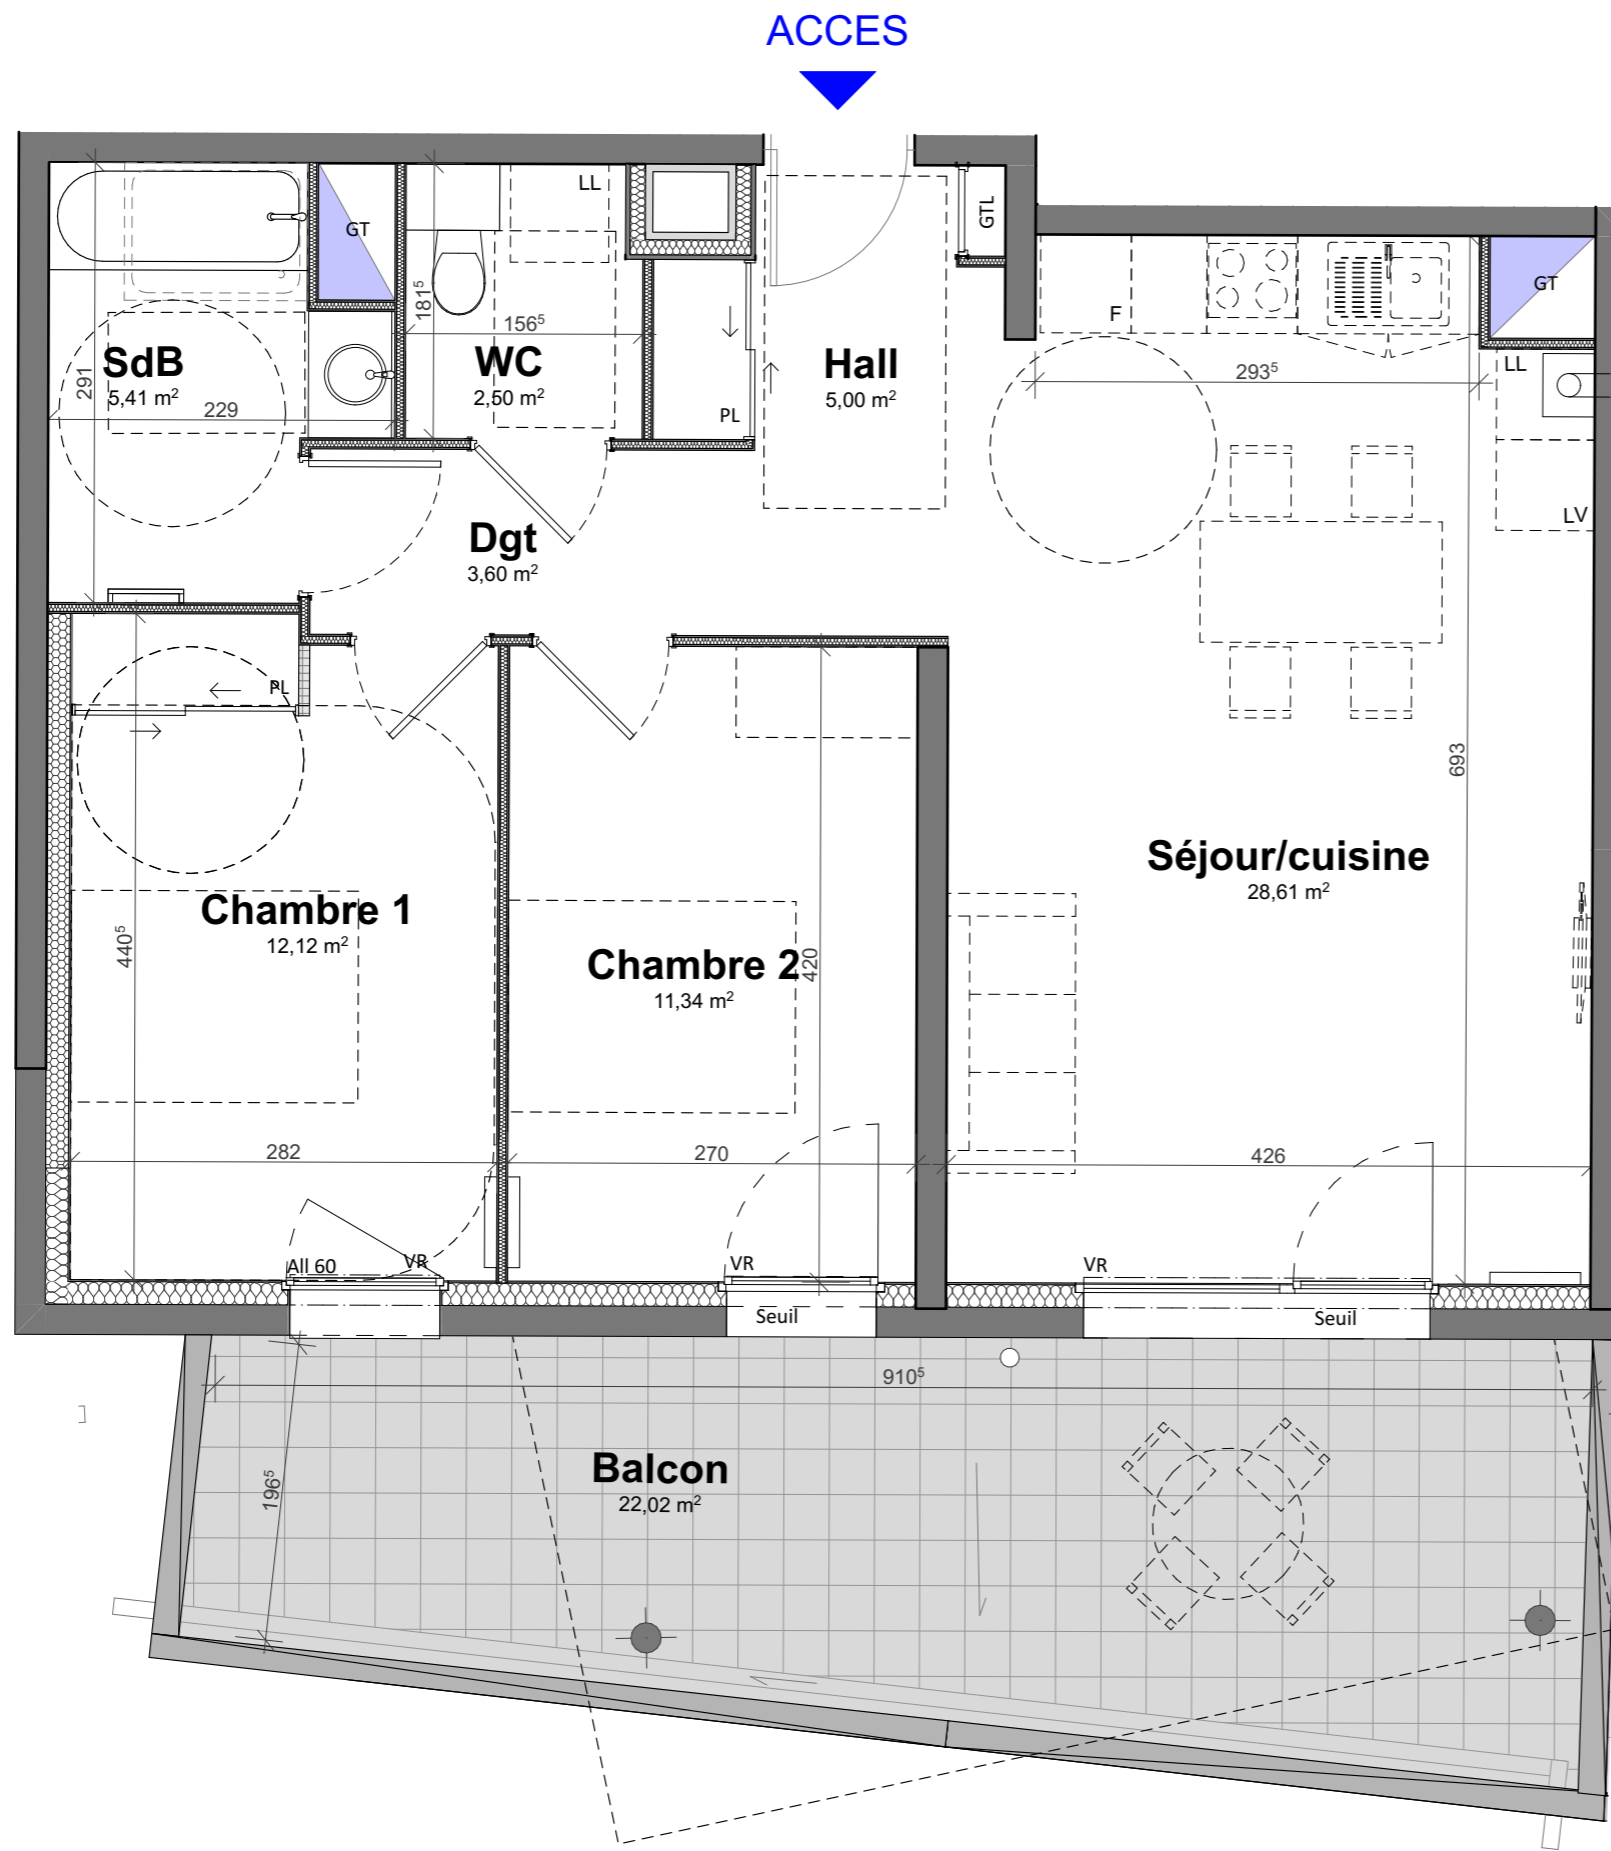 ACCES
GT
LL
GTL
GT
F
181⁵
156⁵
SdB
5,41 m²
291
229
WC
2,50 m²
PL
Hall
5,00 m²
293⁵
LL
LV
Dgt
3,60 m²
PL
693
Séjour/cuisine
28,61 m²
Chambre 1
12,12 m²
440⁵
Chambre 2
11,34 m²
420
282
270
426
All 60
VR
VR
VR
Seuil
Seuil
910⁵
196⁵
Balcon
22,02 m²